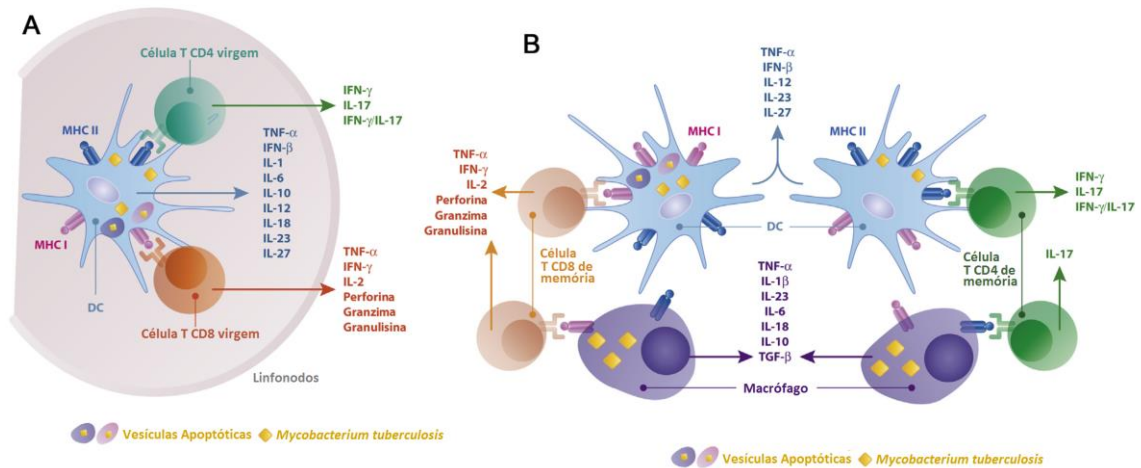 A
Célula T CD4 virgem
IFN-γ
IL-17
IFN-γ/IL-17
MHC II
TNF-α
IFN-β
IL-1
IL-6
IL-10
IL-12
IL-18
IL-23
IL-27
MHC I
DC
TNF-α
IFN-γ
IL-2
Perforina
Granzima
Granulisina
Célula T CD8 virgem
Linfonodos
Vesículas Apoptóticas
Mycobacterium tuberculosis
B
TNF-α
IFN-β
IL-12
IL-23
IL-27
MHC I
MHC II
TNF-α
IFN-γ
IL-2
Perforina
Granzima
Granulisina
IFN-γ
IL-17
IFN-γ/IL-17
DC
Célula
T CD8 de
memória
Célula
T CD4 de
memória
IL-17
TNF-α
IL-1β
IL-23
IL-6
IL-18
IL-10
TGF-β
Macrófago
Vesículas Apoptóticas
Mycobacterium tuberculosis